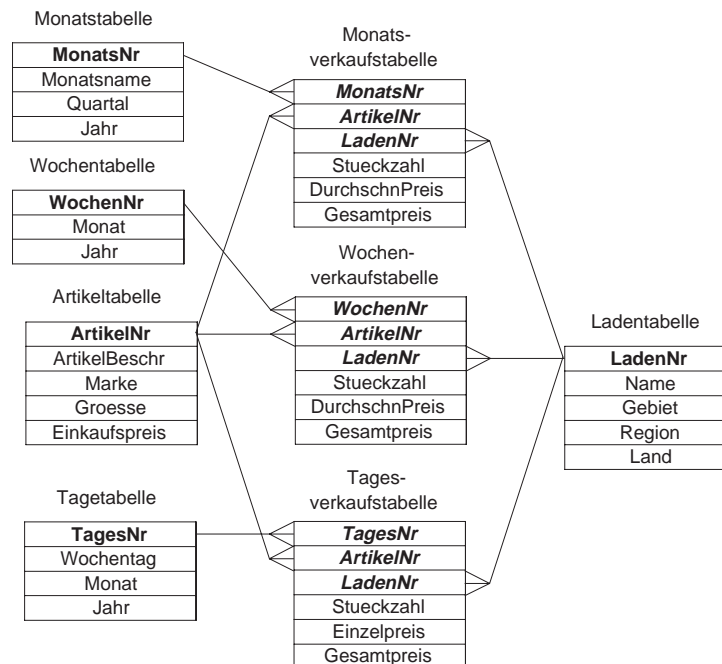 Monatstabelle
MonatsNr
Monatsname
Quartal
Jahr
Wochentabelle
WochenNr
Monat
Jahr
Artikeltabelle
ArtikelNr
ArtikelBeschr
Marke
Groesse
Einkaufspreis
Tagetabelle
TagesNr
Wochentag
Monat
Jahr
Monats-
verkaufstabelle
MonatsNr
ArtikelNr
LadenNr
Stueckzahl
DurchschnPreis
Gesamtpreis
Wochen-
verkaufstabelle
WochenNr
ArtikelNr
LadenNr
Stueckzahl
DurchschnPreis
Gesamtpreis
Tages-
verkaufstabelle
TagesNr
ArtikelNr
LadenNr
Stueckzahl
Einzelpreis
Gesamtpreis
Ladentabelle
LadenNr
Name
Gebiet
Region
Land